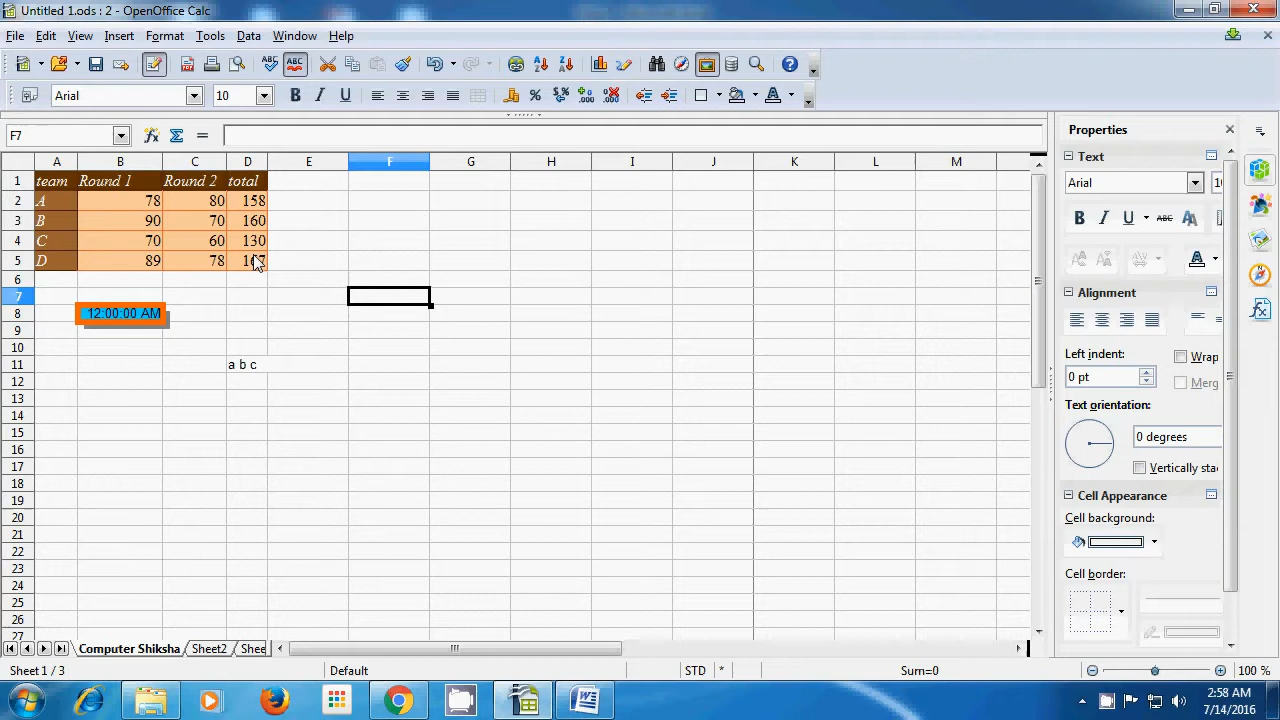 Untitled 1.ods : 2 - OpenOffice Calc
File Edit View Insert Format Tools Data Window Help
Arial 10
F7
A B C D E F G H I J K L M
1 team Round 1 Round 2 total
2 A 78 80 158
3 B 90 70 160
4 C 70 60 130
5 D 89 78 167
6
7
8 12:00:00 AM
9
10
11 a b c
12
13
14
15
16
17
18
19
20
21
22
23
24
25
26
27
Computer Shiksha Sheet2 Shee
Sheet 1 / 3 Default STD * Sum=0 100 %
Properties
Text
Arial
B I U ABC
Alignment
Left indent:
Wrap
0 pt
Merg
Text orientation:
0 degrees
Vertically sta
Cell Appearance
Cell background:
Cell border:
2:58 AM
7/14/2016